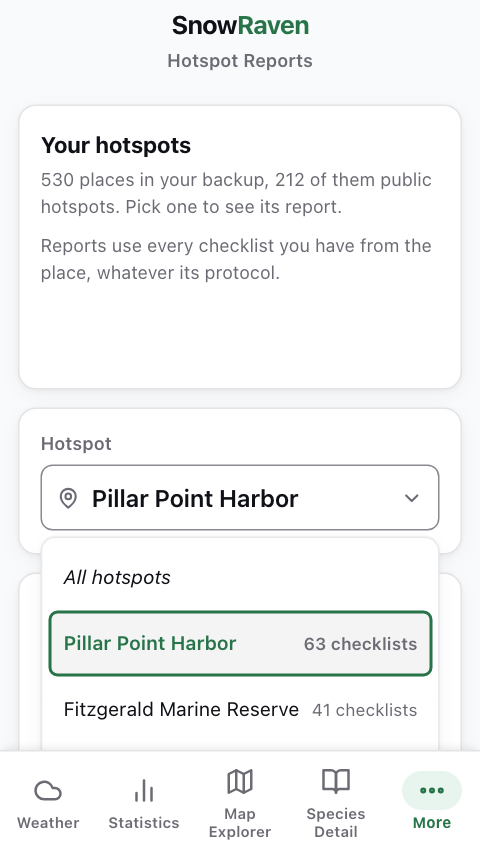 SnowRaven
Hotspot Reports
Your hotspots
530 places in your backup, 212 of them public
hotspots. Pick one to see its report.
Reports use every checklist you have from the
place, whatever its protocol.
Hotspot
Pillar Point Harbor
All hotspots
Pillar Point Harbor 63 checklists
Fitzgerald Marine Reserve 41 checklists
Weather
Statistics
Map
Explorer
Species
Detail
More